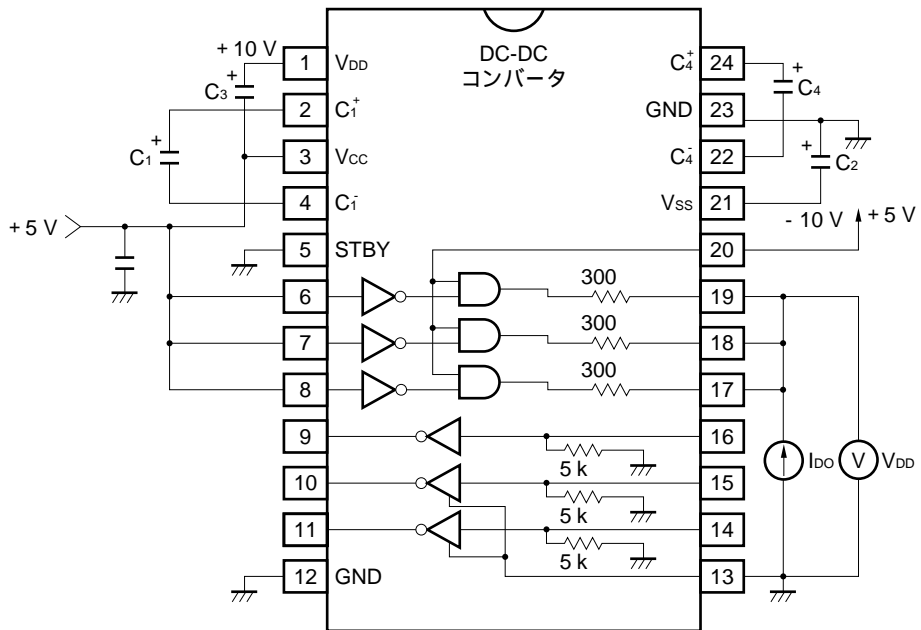 DC-DC
コンバータ
+10 V
1
VDD
C3
+
2
C1+
C1
+
3
VCC
4
C1-
+5 V
5
STBY
6
7
8
9
10
11
12
GND
300
300
300
5 k
5 k
5 k
24
C4+
+
C4
23
GND
22
C4-
+
C2
21
VSS
- 10 V
+5 V
20
19
18
17
16
15
14
13
IDO
V
VDD